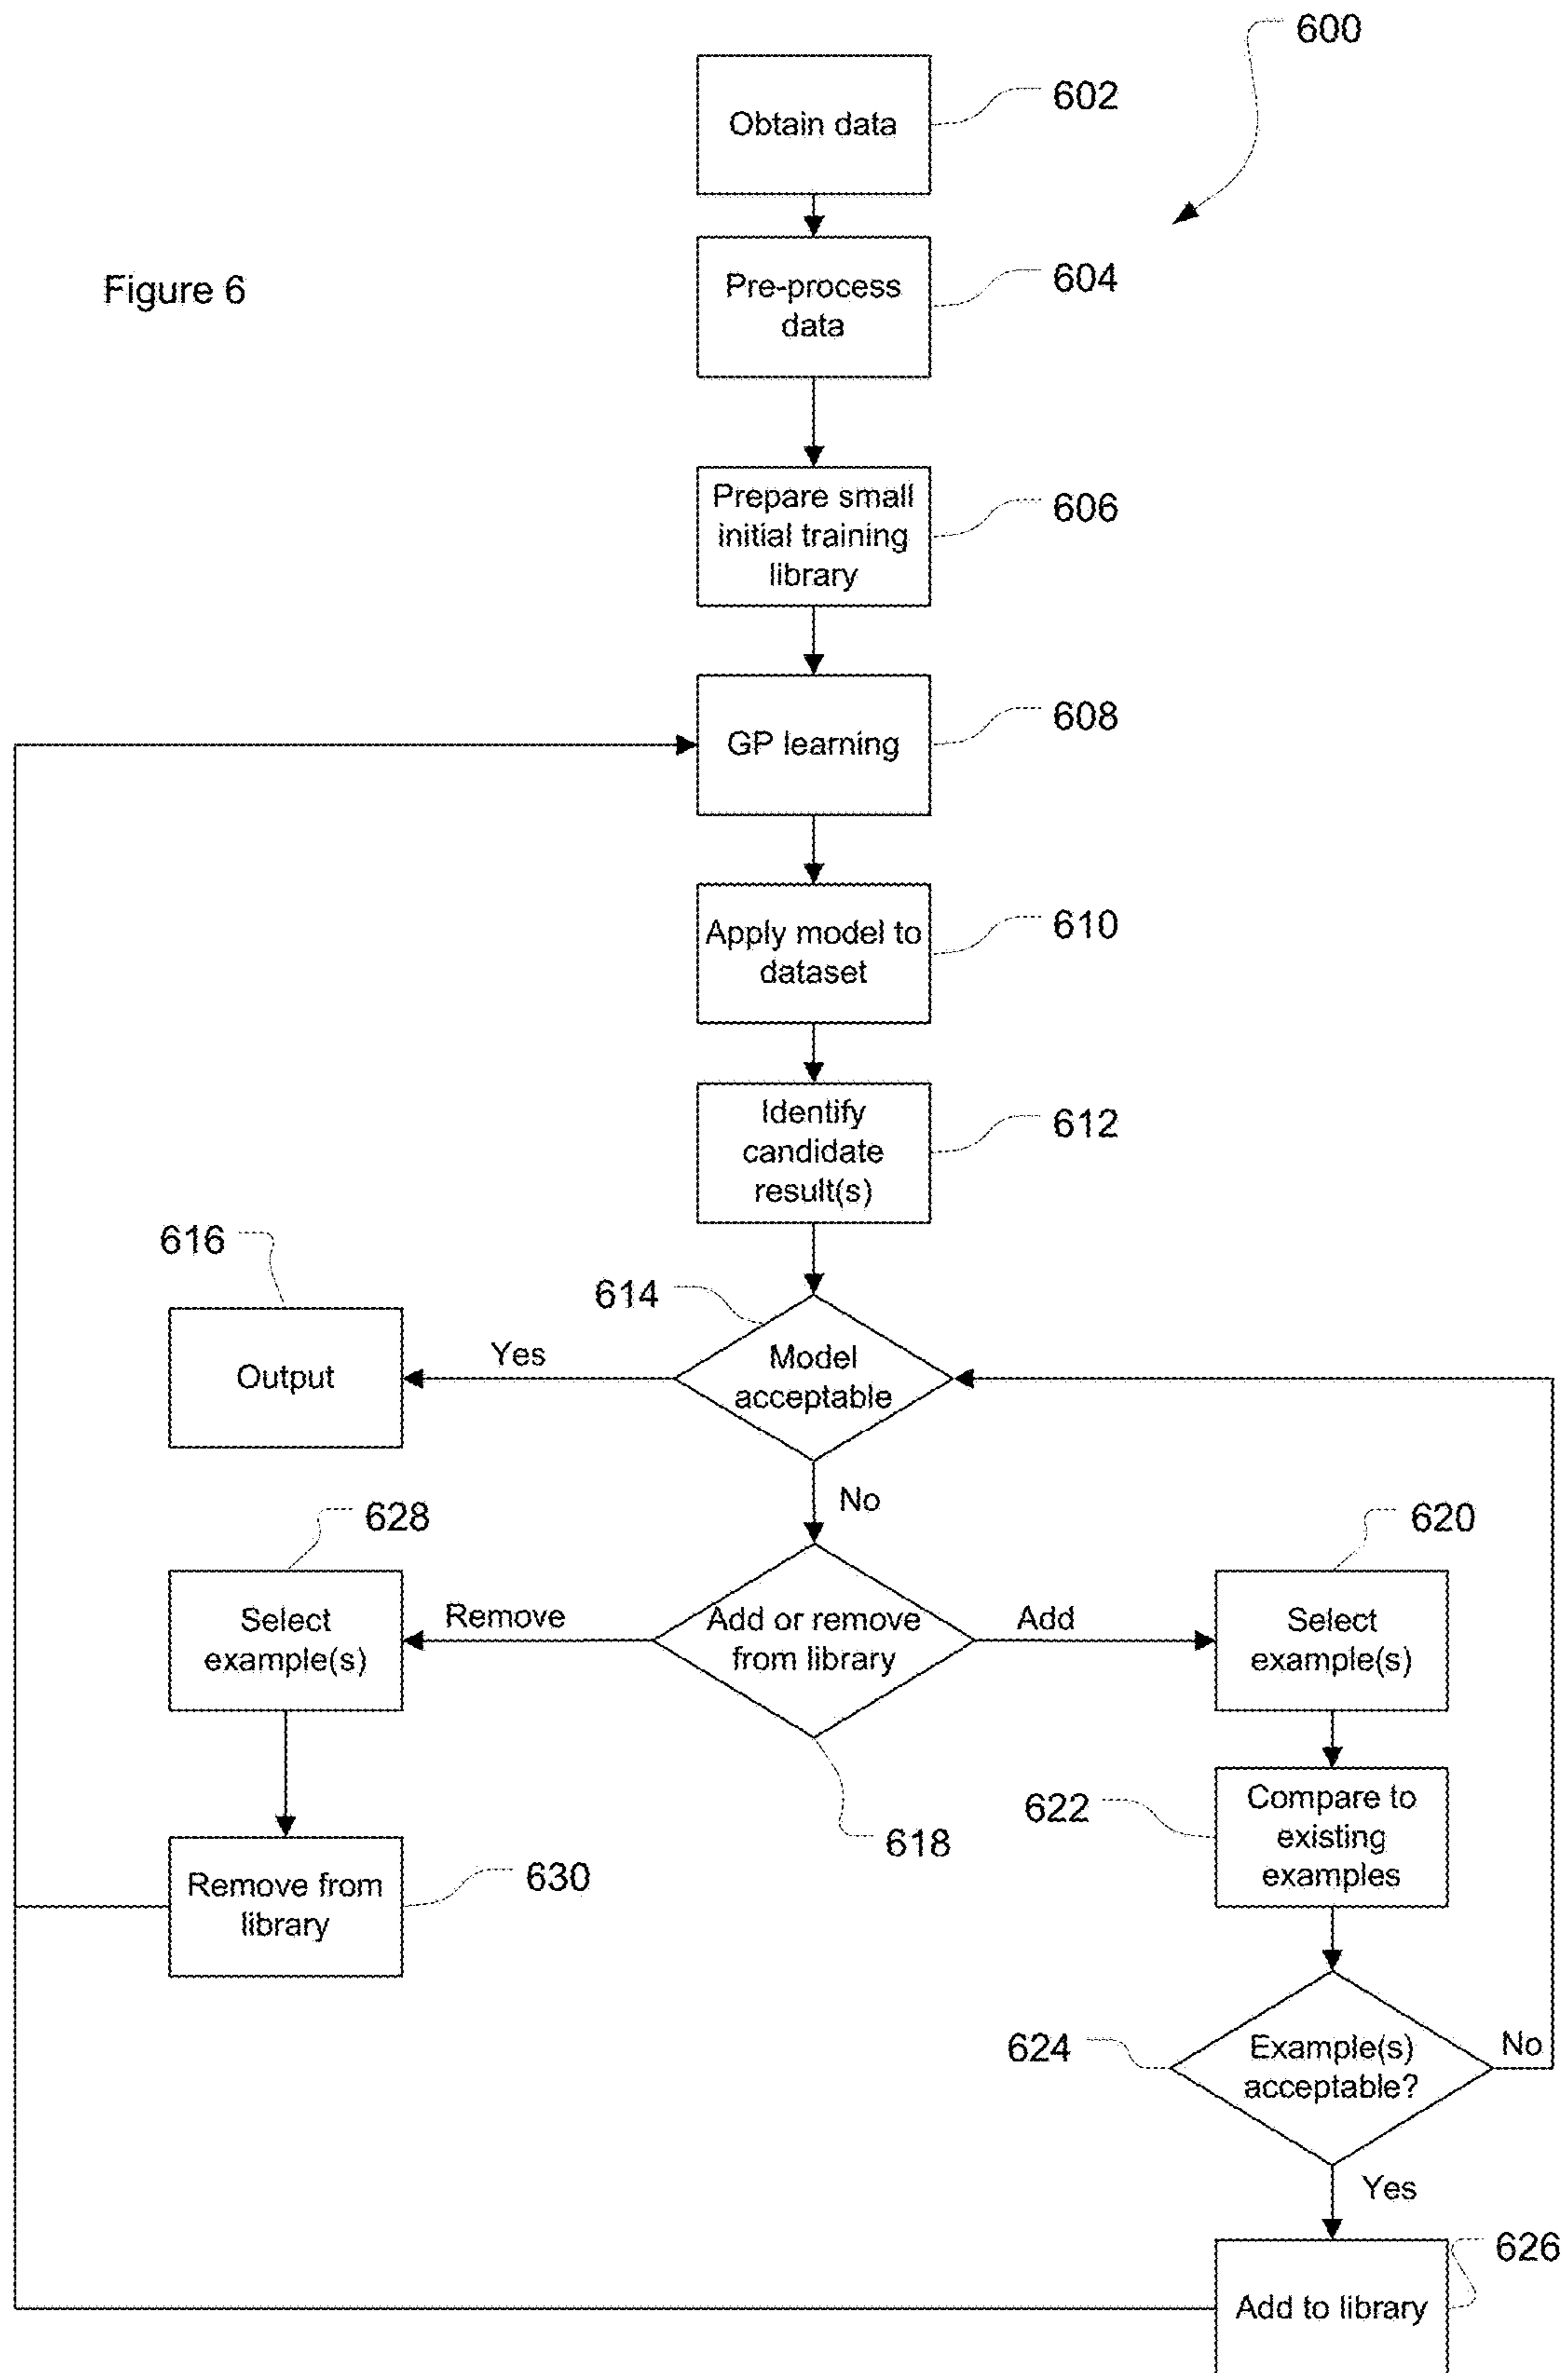 600
Obtain data
602
Figure 6
Pre-process
data
604
Prepare small
initial training
library
606
GP learning
608
Apply model to
dataset
610
Identify
candidate
result(s)
612
616
614
Output
Yes
Model
acceptable
No
628
620
Select
example(s)
Remove
Add or remove
from library
Add
Select
example(s)
622
Compare to
existing
examples
618
Remove from
library
630
624
Example(s)
acceptable?
No
Yes
626
Add to library